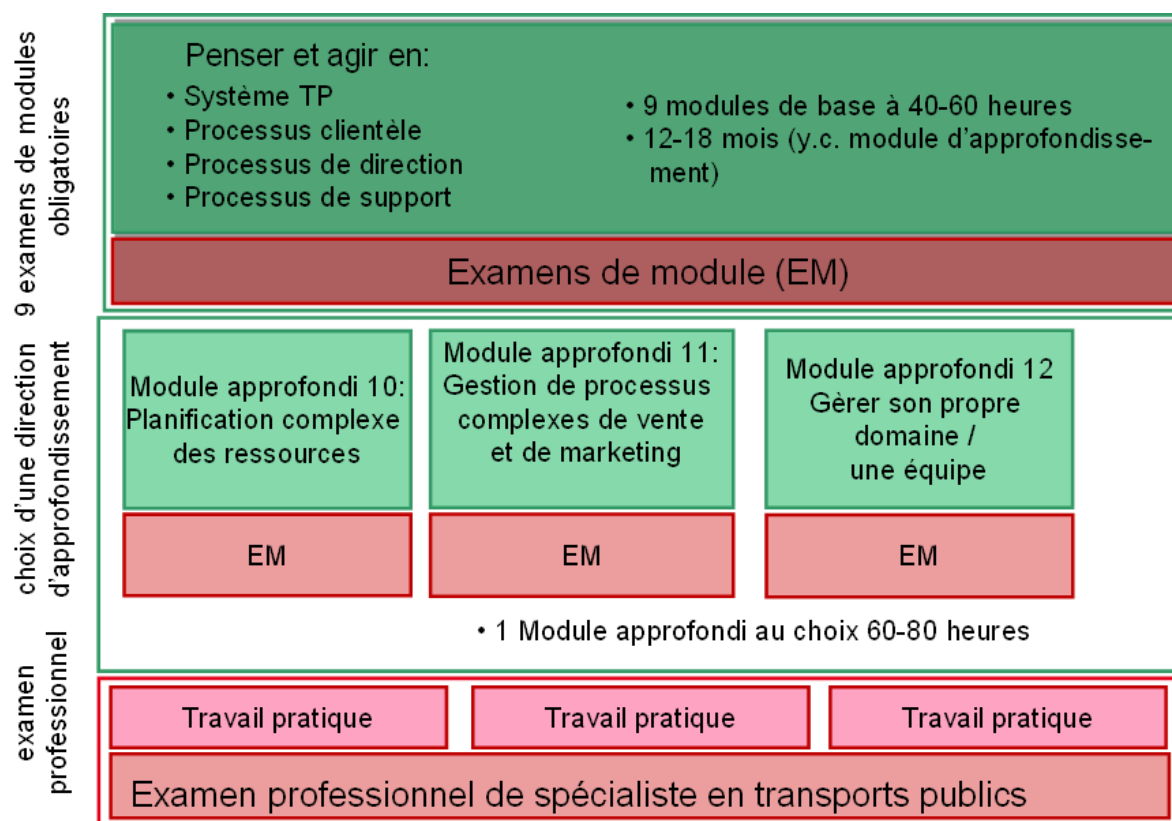 9 examens de modules
obligatoires
Penser et agir en:
• Système TP
• Processus clientèle
• Processus de direction
• Processus de support
• 9 modules de base à 40-60 heures
• 12-18 mois (y.c. module d'approfondisse-
ment)
Examens de module (EM)
choix d'une direction
d'approfondissement
Module approfondi 10:
Planification complexe
des ressources
EM
Module approfondi 11:
Gestion de processus
complexes de vente
et de marketing
EM
Module approfondi 12
Gèrer son propre
domaine /
une équipe
EM
• 1 Module approfondi au choix 60-80 heures
examen
professionnel
Travail pratique
Travail pratique
Travail pratique
Examen professionnel de spécialiste en transports publics